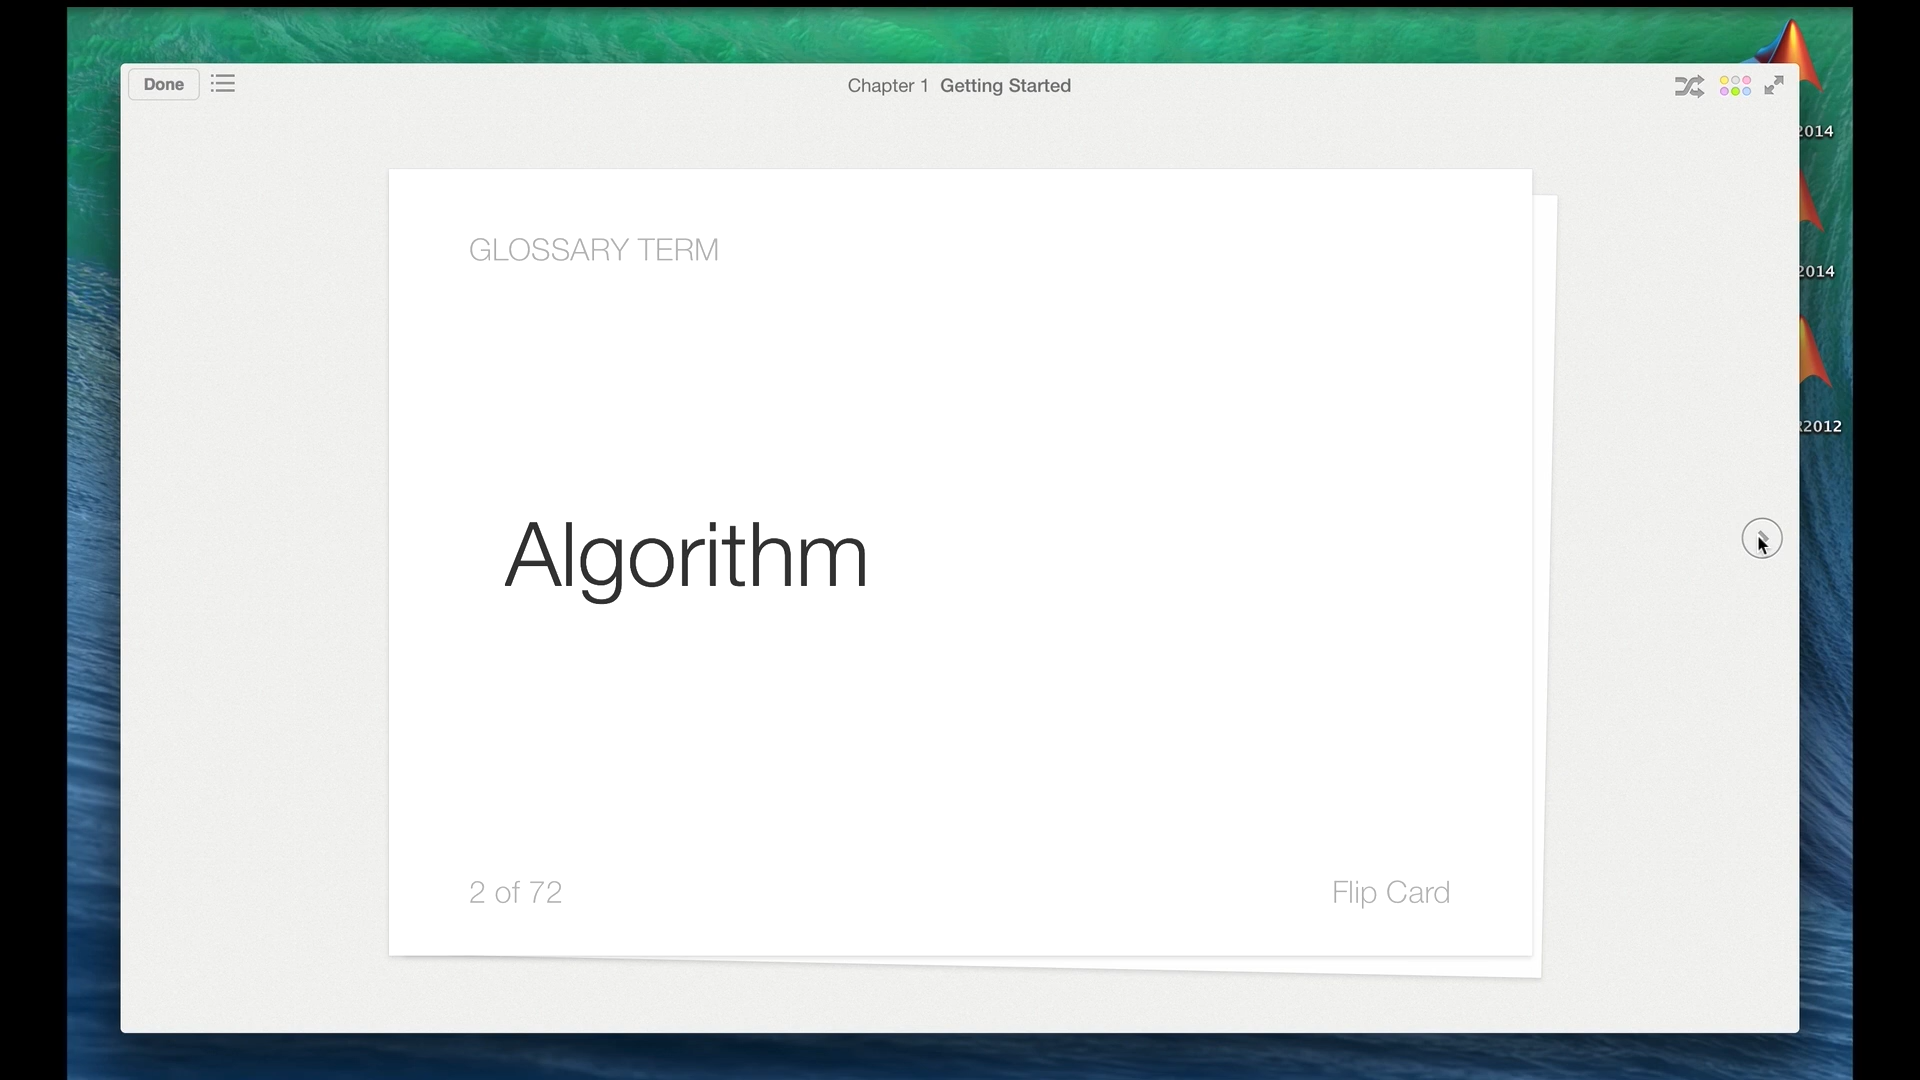 Done
Chapter 1 Getting Started
2014
GLOSSARY TERM
2014
2012
Algorithm
2 of 72
Flip Card